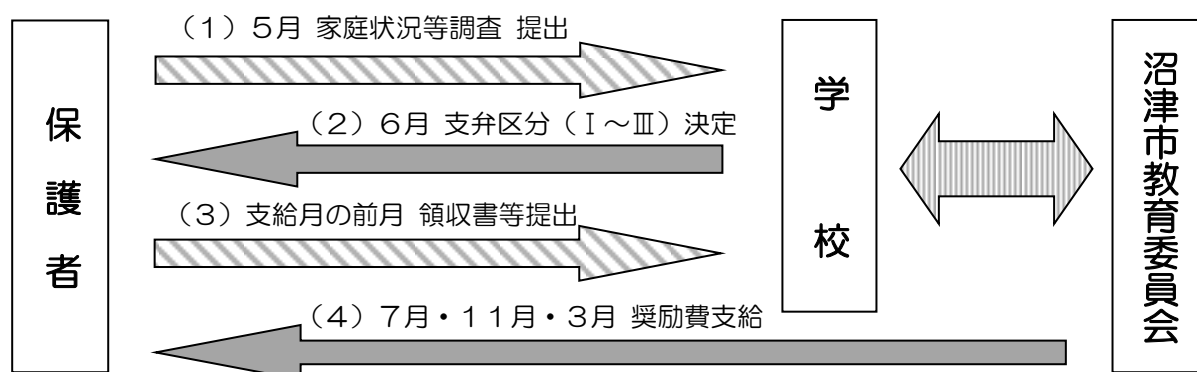 （1）5月 家庭状況等調査 提出
（2）6月 支弁区分（Ⅰ～Ⅲ）決定
（3）支給月の前月 領収書等提出
（4）7月・11月・3月 奨励費支給
保護者
学校
沼津市教育委員会